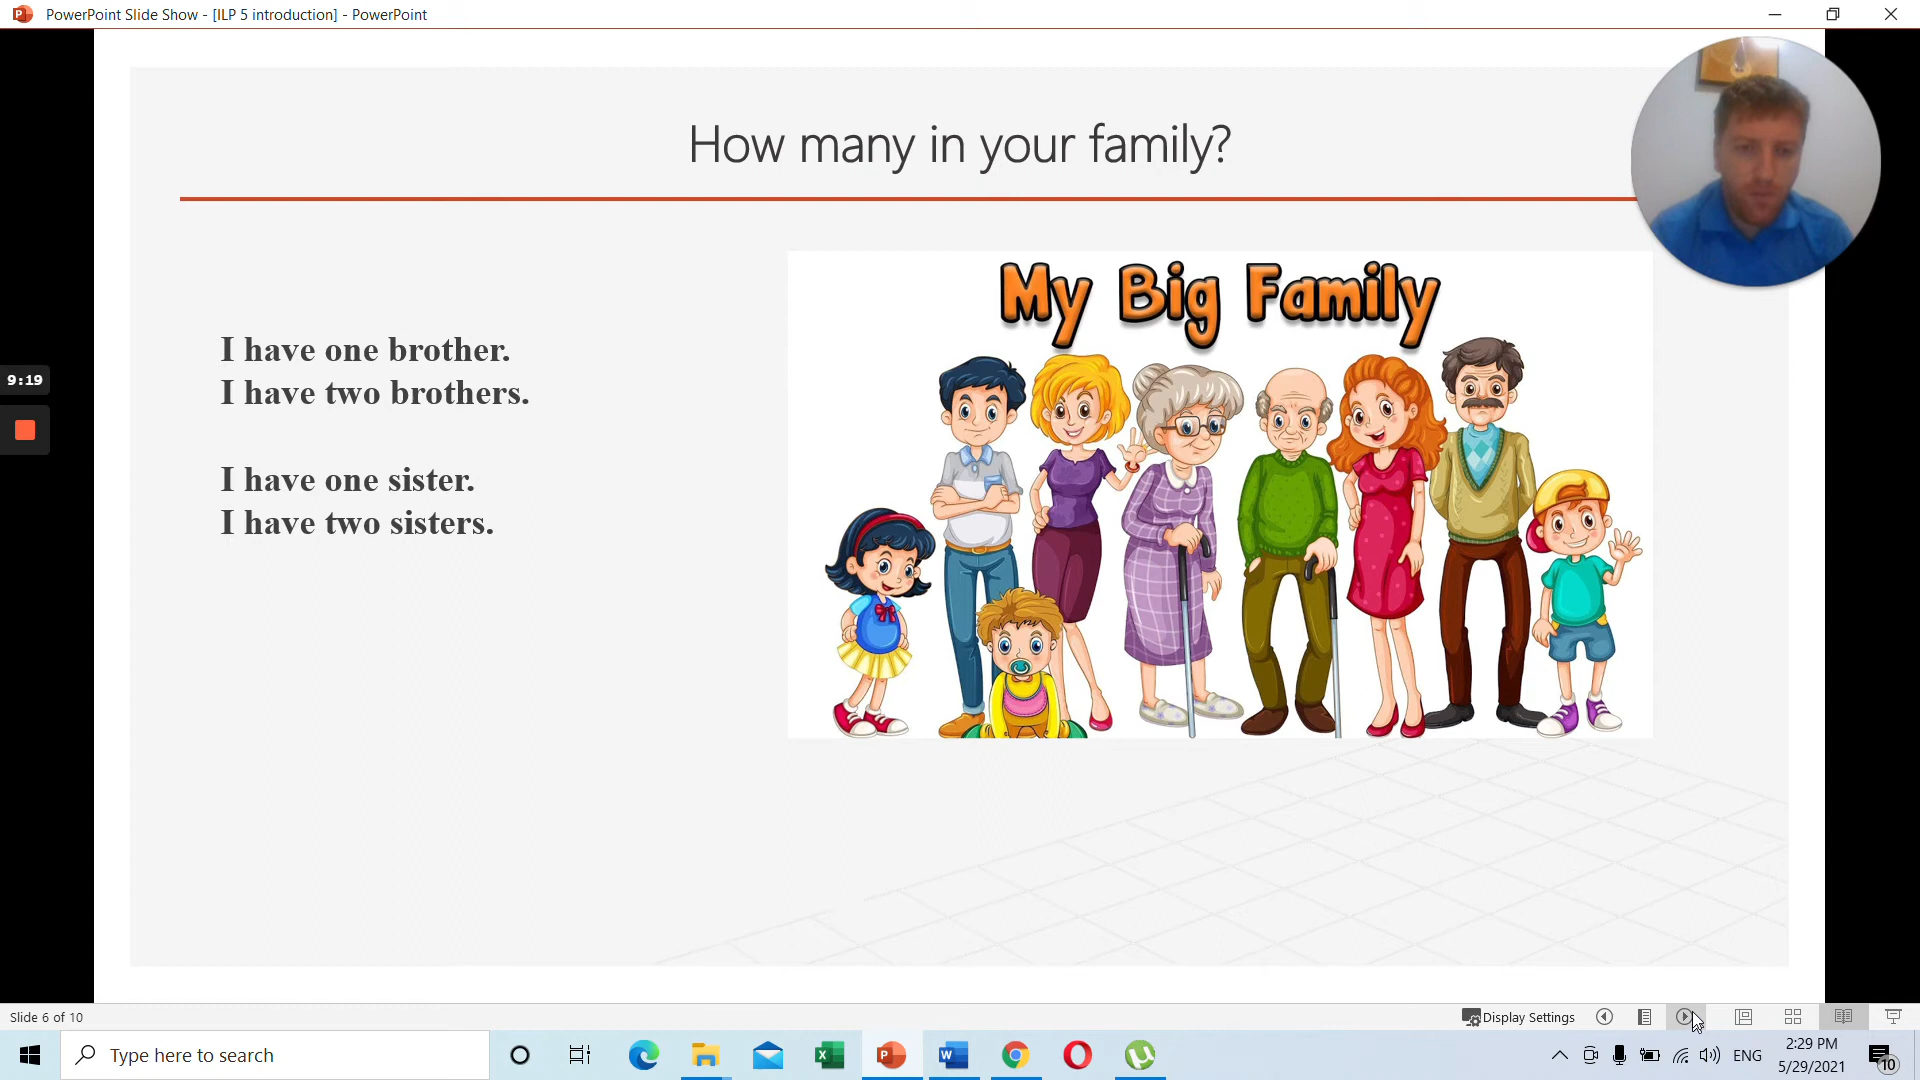 PowerPoint Slide Show - [ILP 5 introduction] - PowerPoint
How many in your family?
My Big Family
I have one brother.
I have two brothers.
I have one sister.
I have two sisters.
9:19
Slide 6 of 10
Display Settings
Type here to search
ENG
2:29 PM
5/29/2021
10